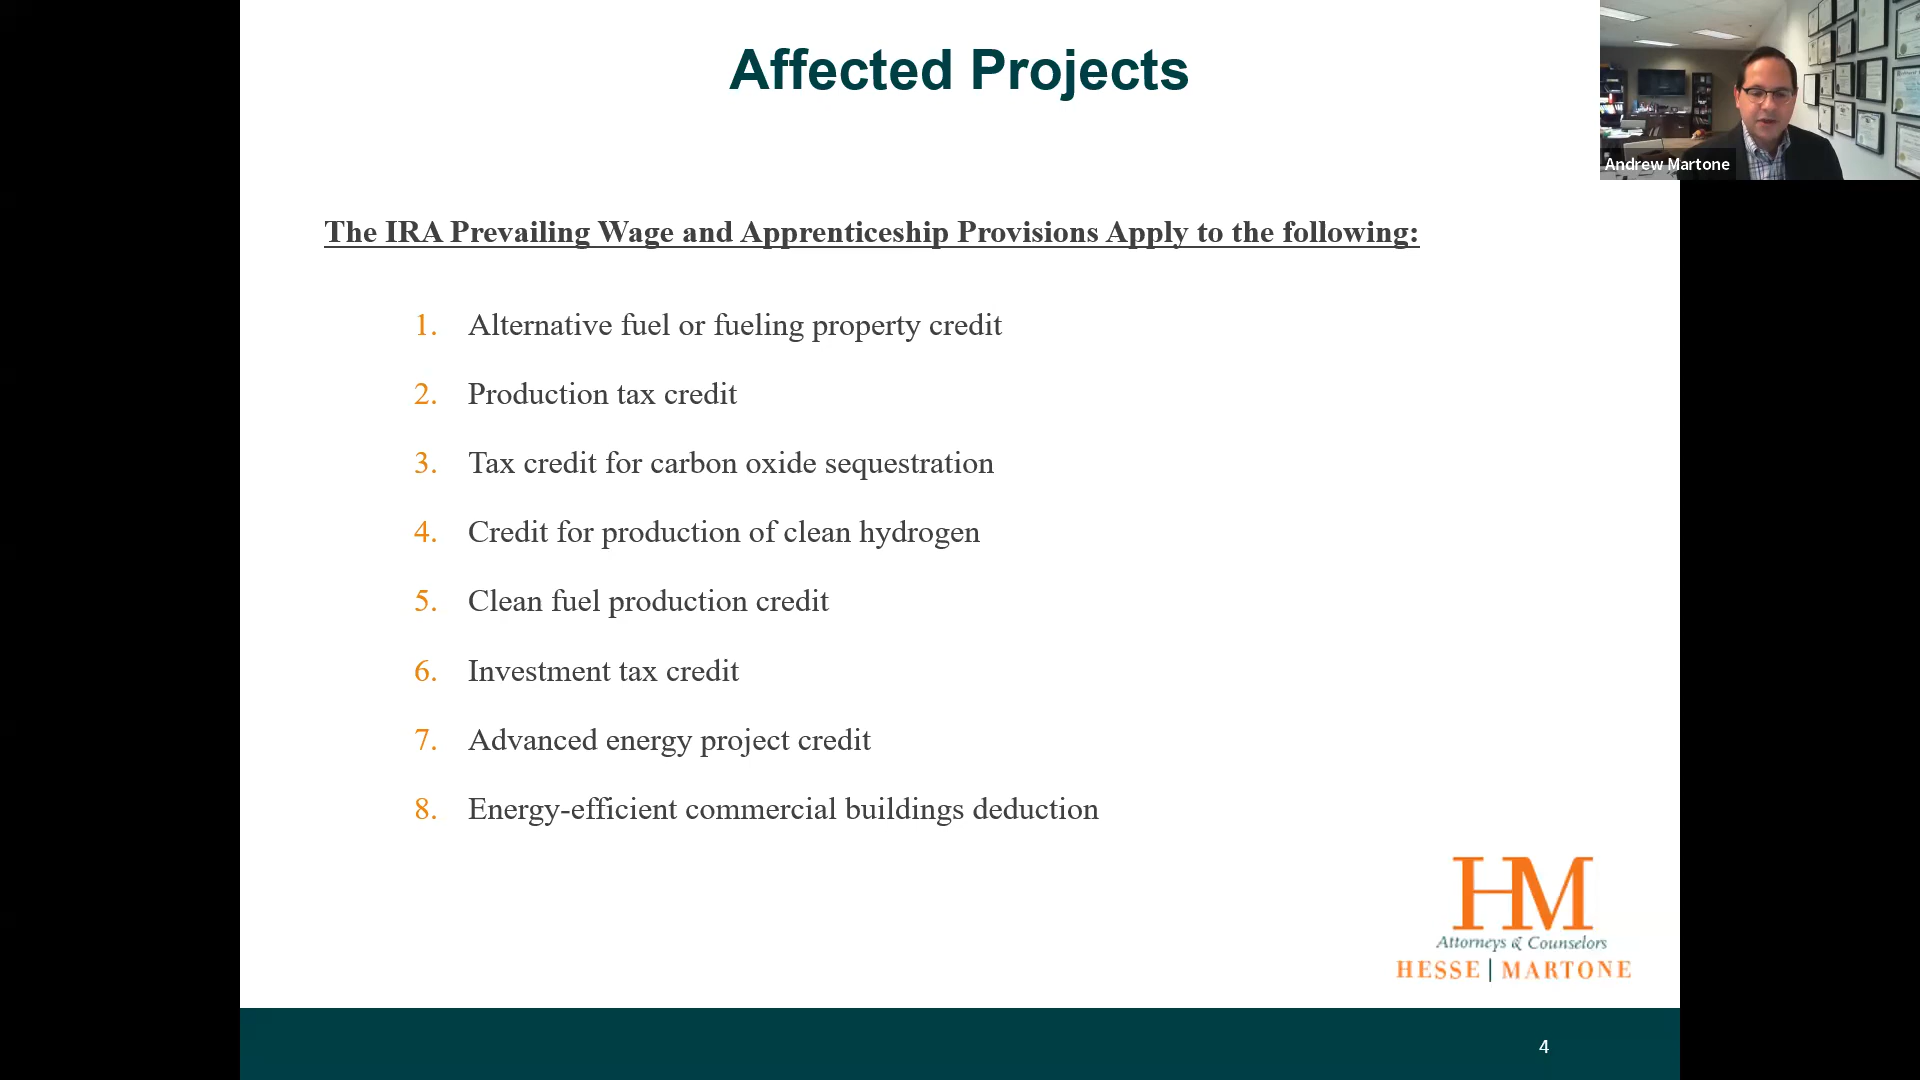 Affected Projects
Andrew Martone
The IRA Prevailing Wage and Apprenticeship Provisions Apply to the following:
1. Alternative fuel or fueling property credit
2. Production tax credit
3. Tax credit for carbon oxide sequestration
4. Credit for production of clean hydrogen
5. Clean fuel production credit
6. Investment tax credit
7. Advanced energy project credit
8. Energy-efficient commercial buildings deduction
HM
Attorneys & Counselors
HESSE | MARTONE
4